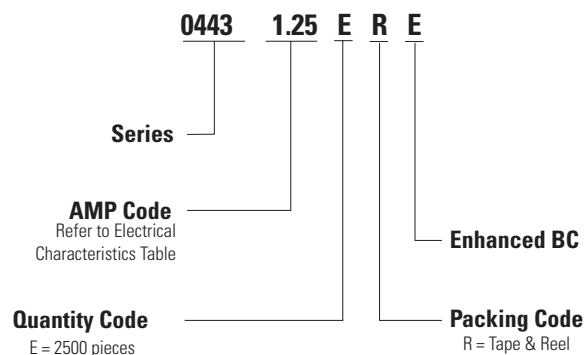 0443 1.25 E R E
Series
AMP Code
Refer to Electrical
Characteristics Table
Enhanced BC
Quantity Code
E = 2500 pieces
Packing Code
R = Tape & Reel